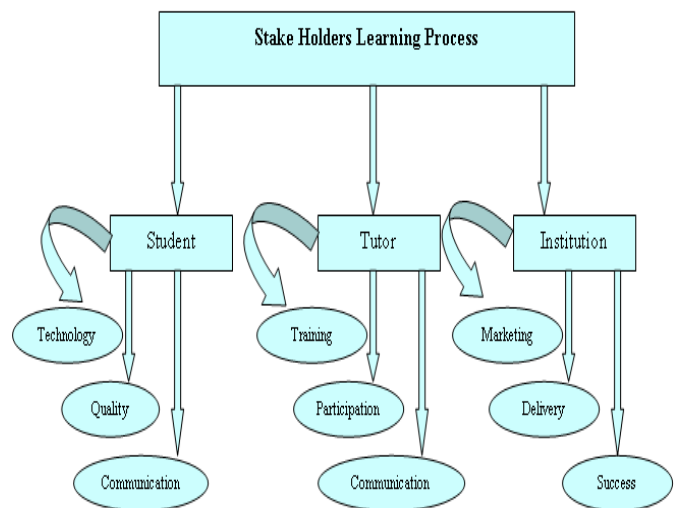 Stake Holders Learning Process
Student
Tutor
Institution
Technology
Training
Marketing
Quality
Participation
Delivery
Communication
Communication
Success